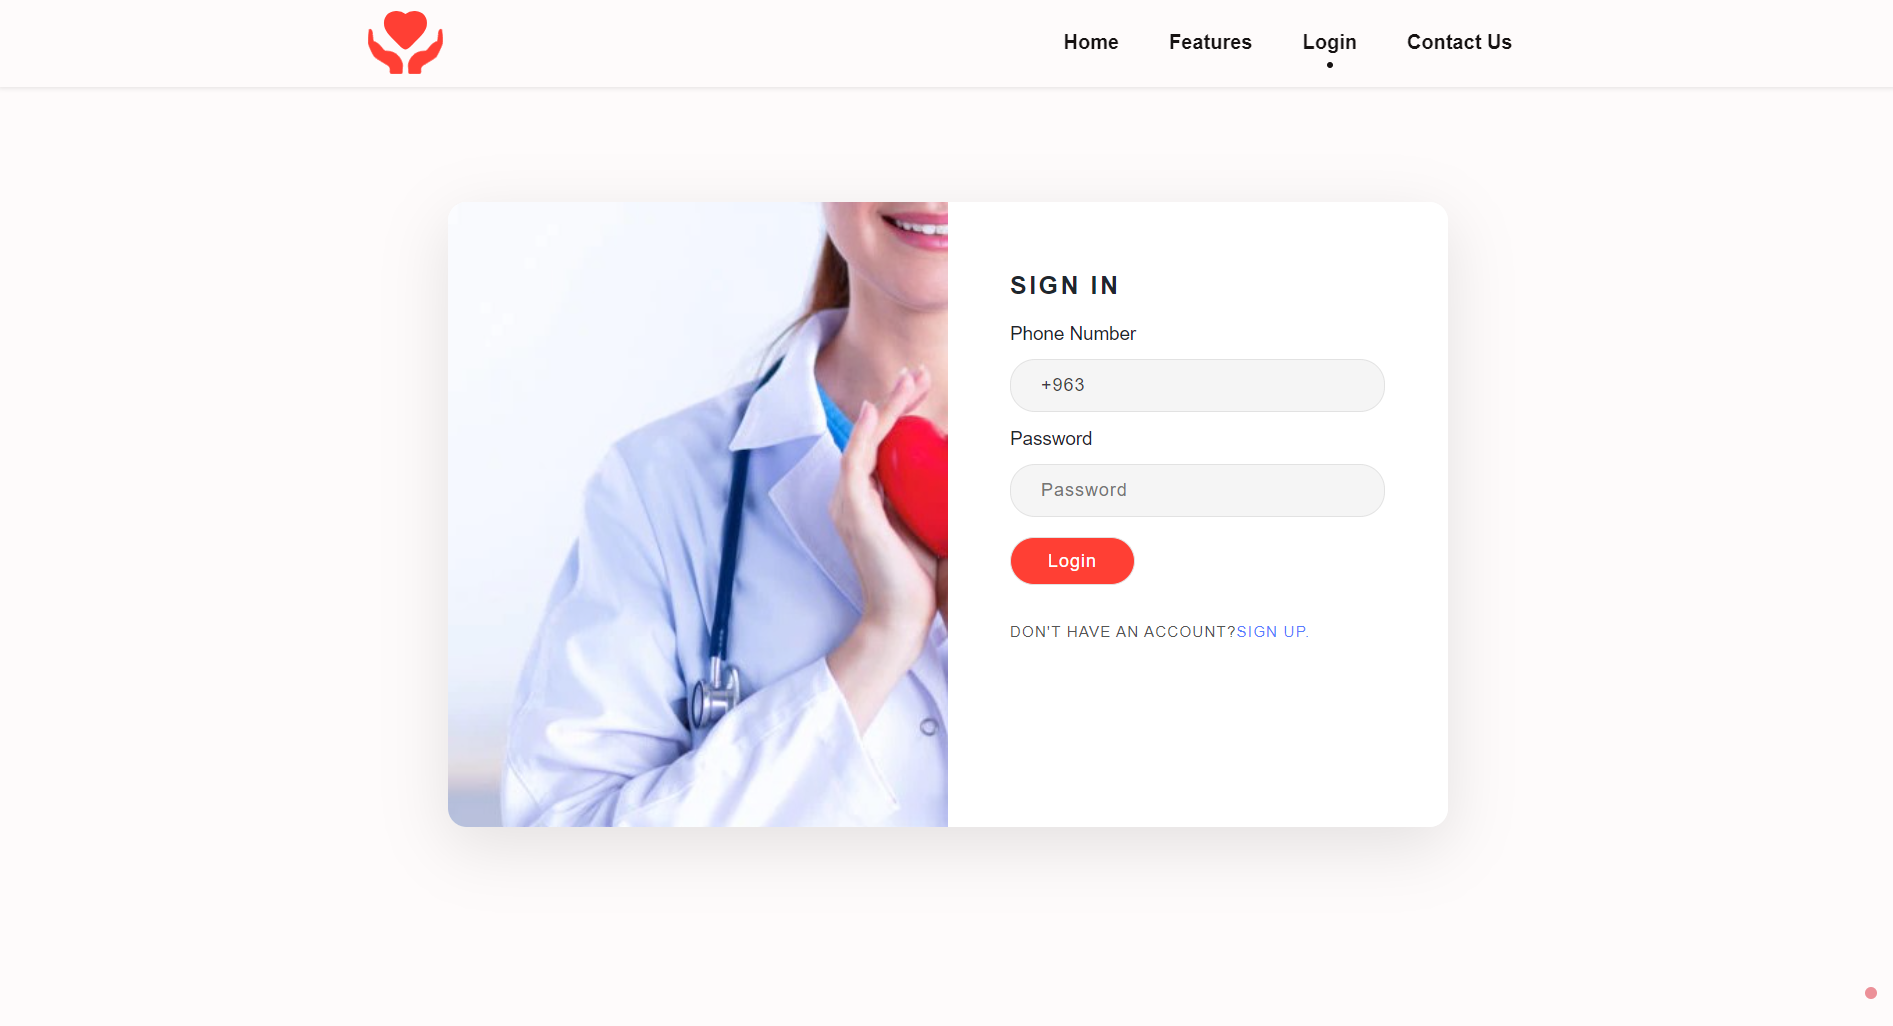 Home
Features
Login
Contact Us
SIGN IN
Phone Number
+963
Password
Password
Login
DON'T HAVE AN ACCOUNT?SIGN UP.